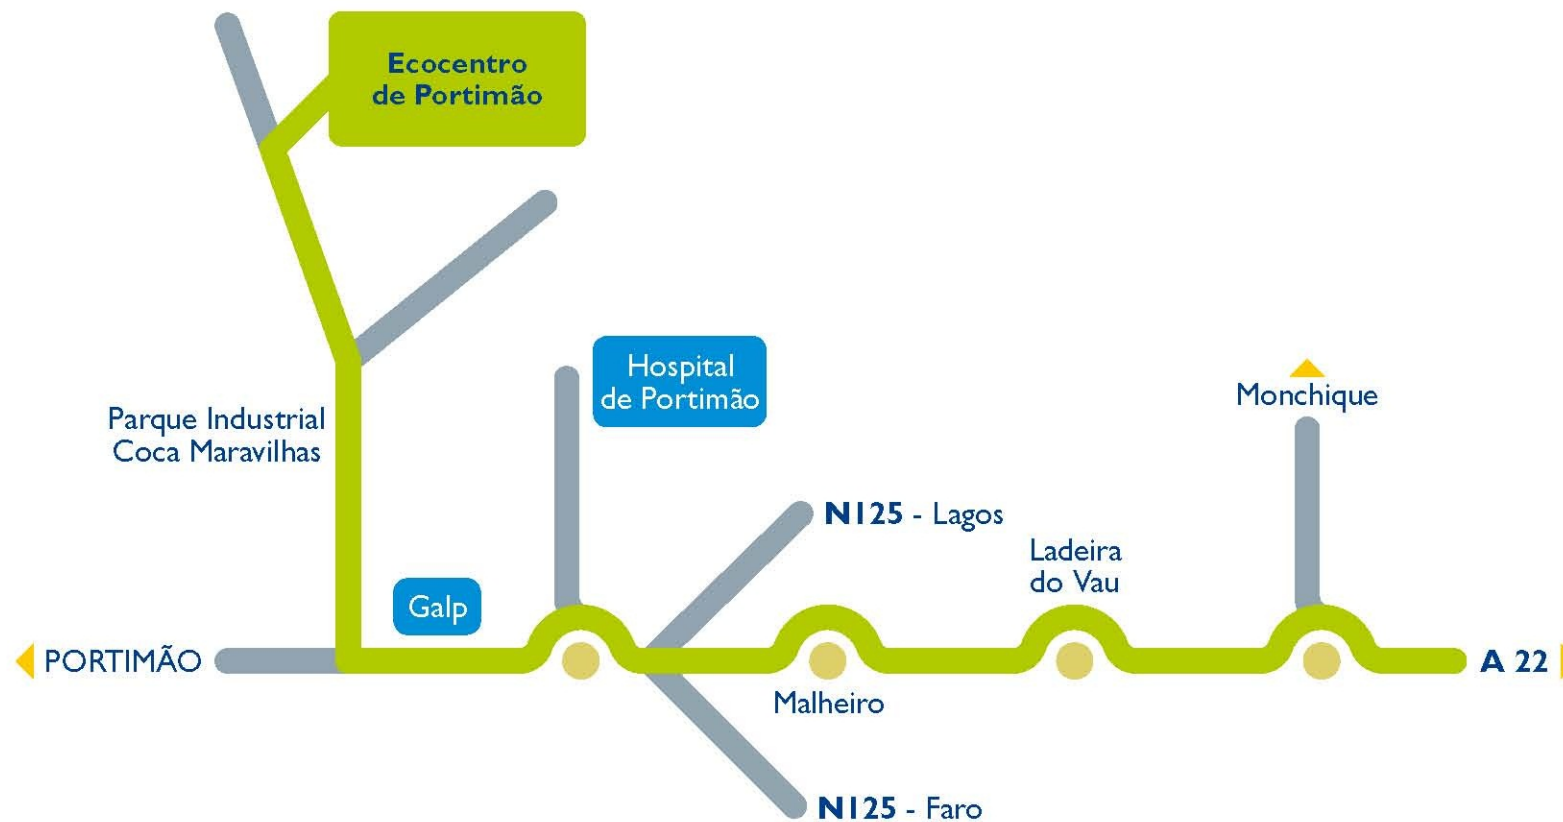 Ecocentro
de Portimão
Hospital
de Portimão
Monchique
Parque Industrial
Coca Maravilhas
N125 - Lagos
Ladeira
do Vau
Galp
PORTIMÃO
A 22
Malheiro
N125 - Faro